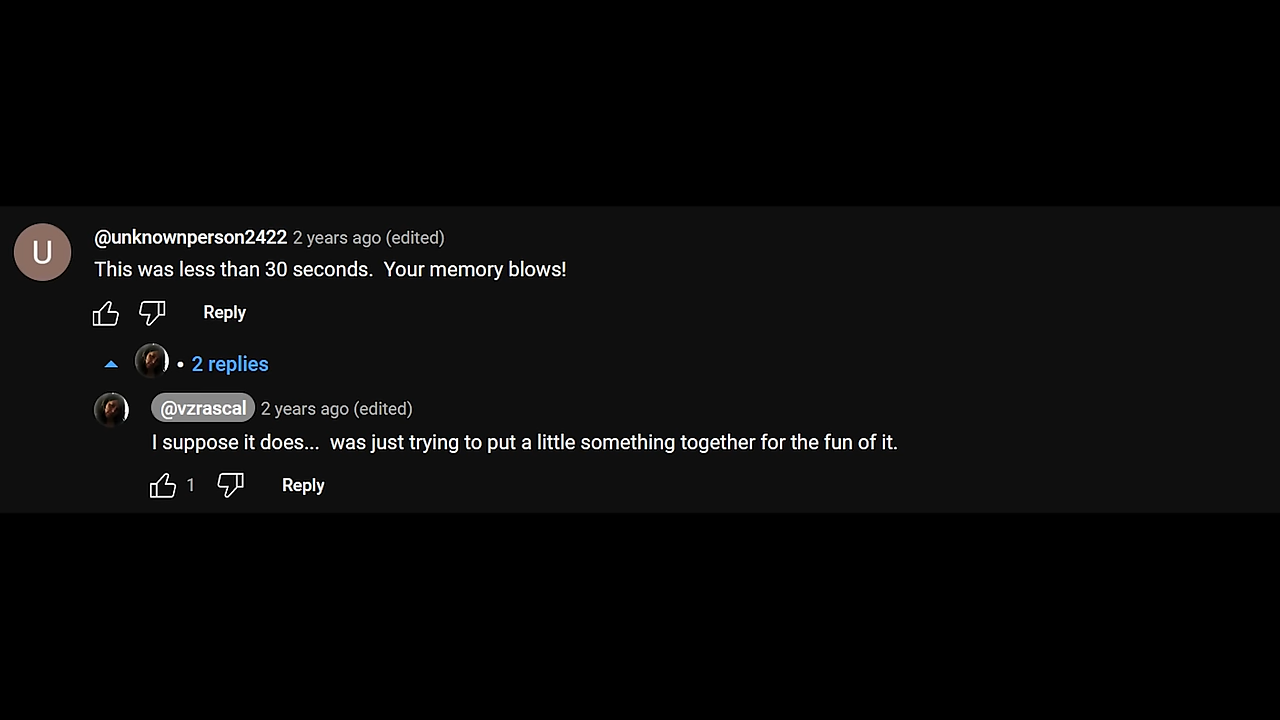 U
@unknownperson2422 2 years ago (edited)
This was less than 30 seconds.  Your memory blows!
Reply
• 2 replies
@vzrascal 2 years ago (edited)
I suppose it does...  was just trying to put a little something together for the fun of it.
1 Reply